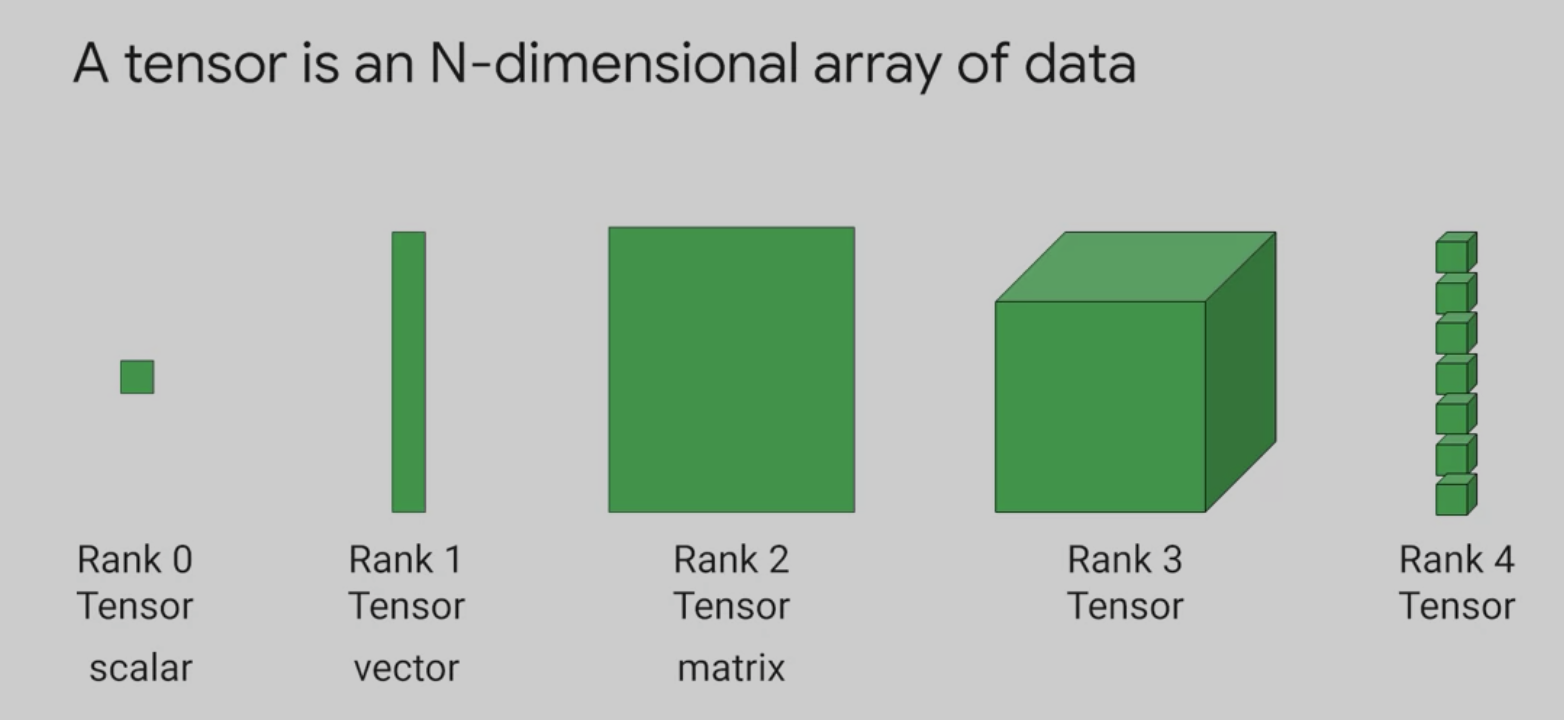 A tensor is an N-dimensional array of data
Rank 0
Tensor
scalar
Rank 1
Tensor
vector
Rank 2
Tensor
matrix
Rank 3
Tensor
Rank 4
Tensor